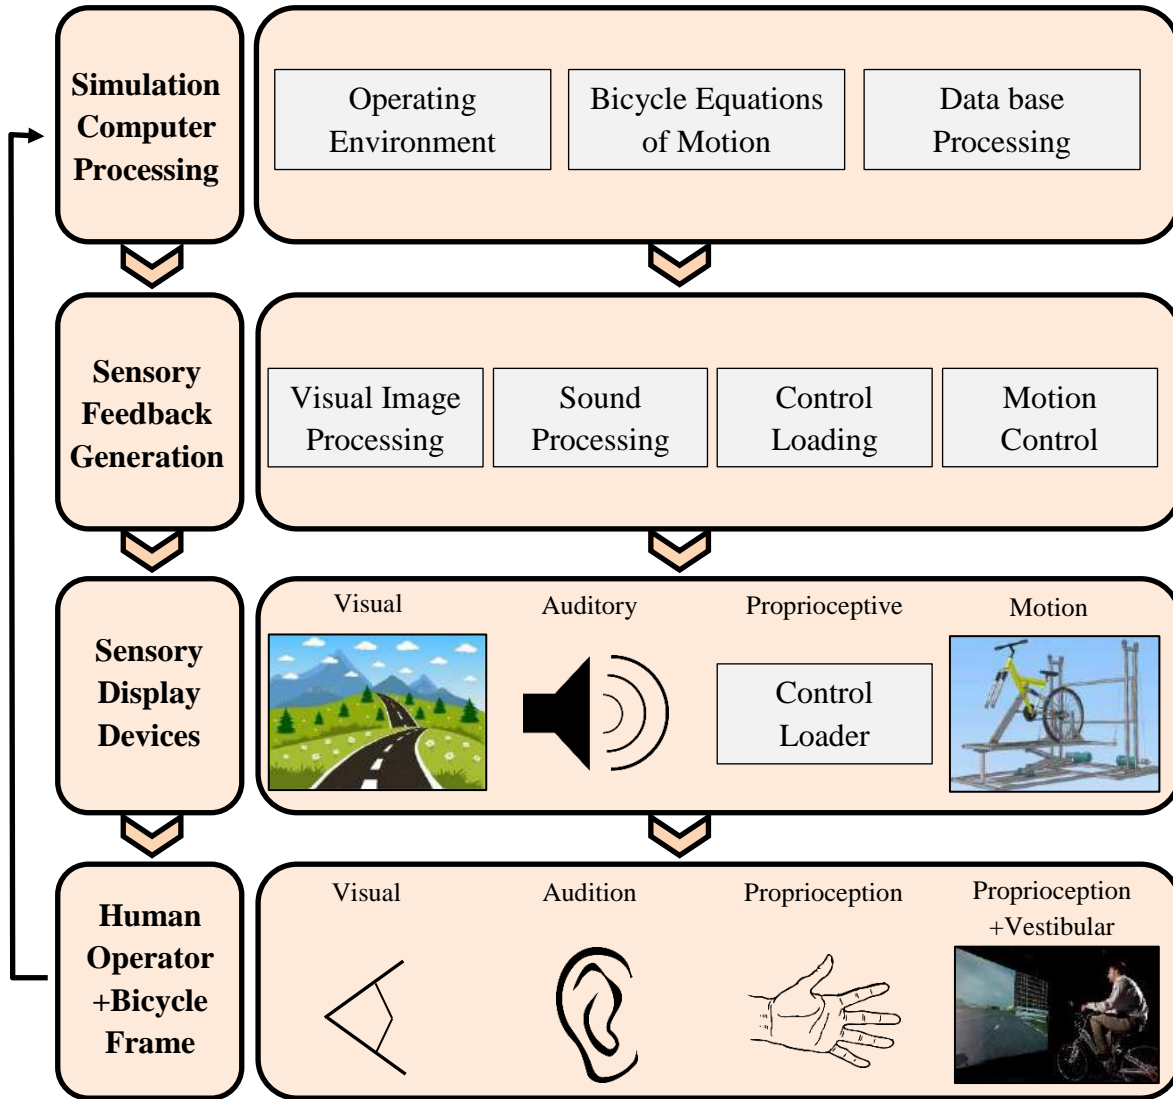 Simulation
Computer
Processing
Operating
Environment
Bicycle Equations
of Motion
Data base
Processing
Sensory
Feedback
Generation
Visual Image
Processing
Sound
Processing
Control
Loading
Motion
Control
Sensory
Display
Devices
Visual
Auditory
Proprioceptive
Motion
Control
Loader
Human
Operator
+Bicycle
Frame
Visual
Audition
Proprioception
Proprioception
+Vestibular